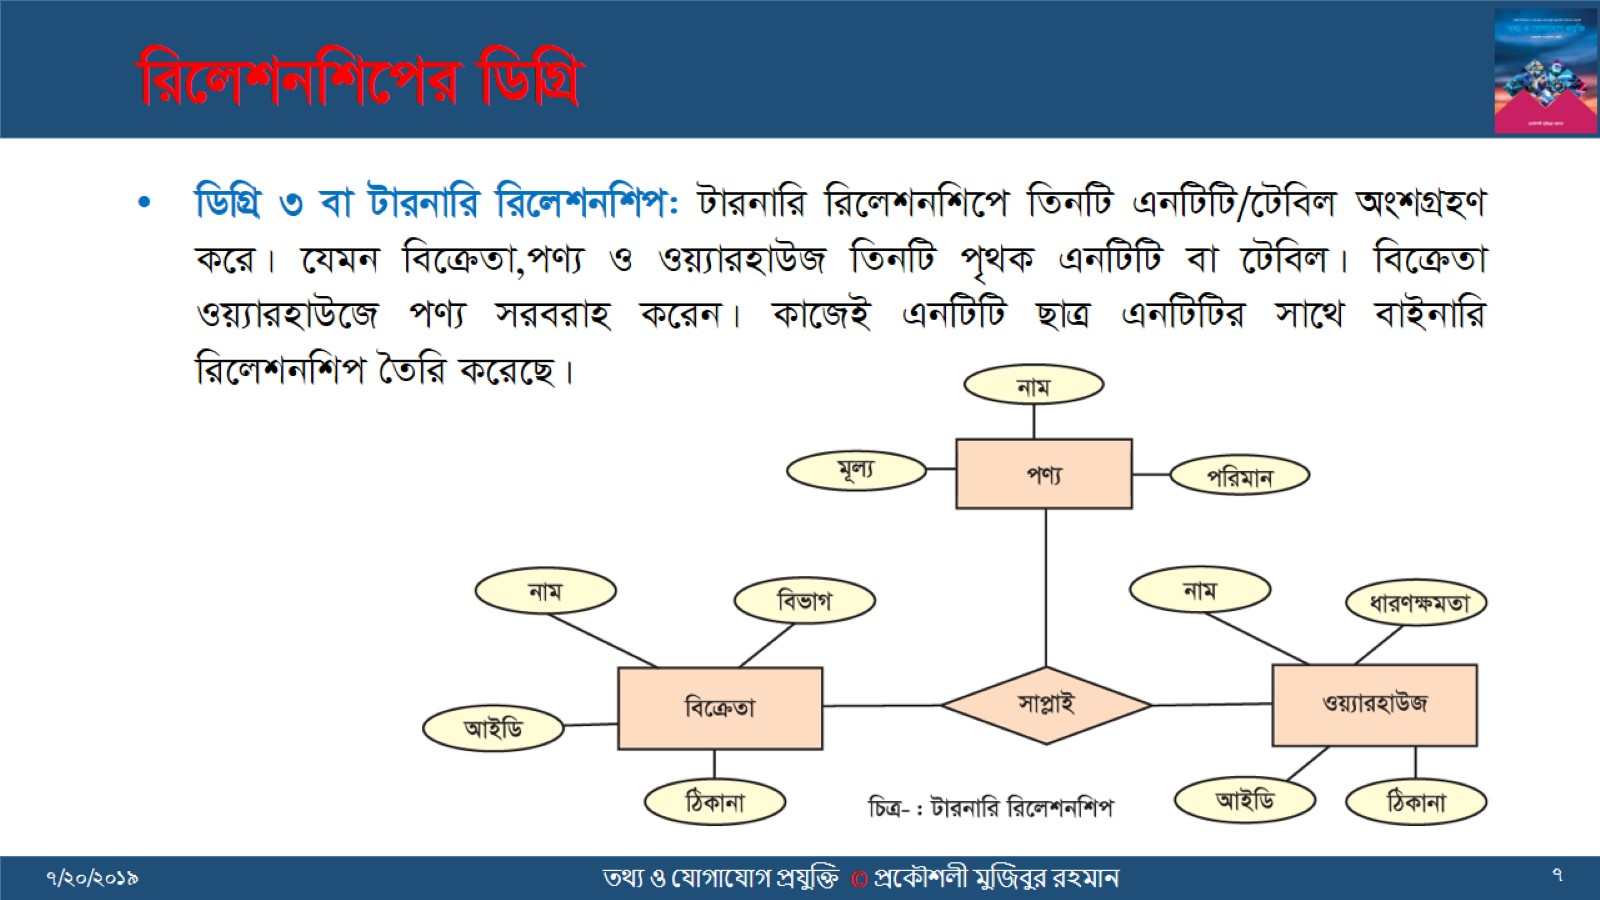 রিলেশনশিপের ডিগ্রি
• ডিগ্রি ৩ বা টারনারি রিলেশনশিপ: টারনারি রিলেশনশিপে তিনটি এনটিটি/টেবিল অংশগ্রহণ
করে। যেমন বিক্রেতা,পণ্য ও ওয়্যারহাউজ তিনটি পৃথক এনটিটি বা টেবিল। বিক্রেতা
ওয়্যারহাউজে পণ্য সরবরাহ করেন। কাজেই এনটিটি ছাত্র এনটিটির সাথে বাইনারি
রিলেশনশিপ তৈরি করেছে।
নাম
মূল্য
পণ্য
পরিমান
নাম
বিভাগ
নাম
ধারণক্ষমতা
বিক্রেতা
সাপ্লাই
ওয়্যারহাউজ
আইডি
ঠিকানা
চিত্র- : টারনারি রিলেশনশিপ
আইডি
ঠিকানা
৭/২০/২০১৯
তথ্য ও যোগাযোগ প্রযুক্তি © প্রকৌশলী মুজিবুর রহমান
৭